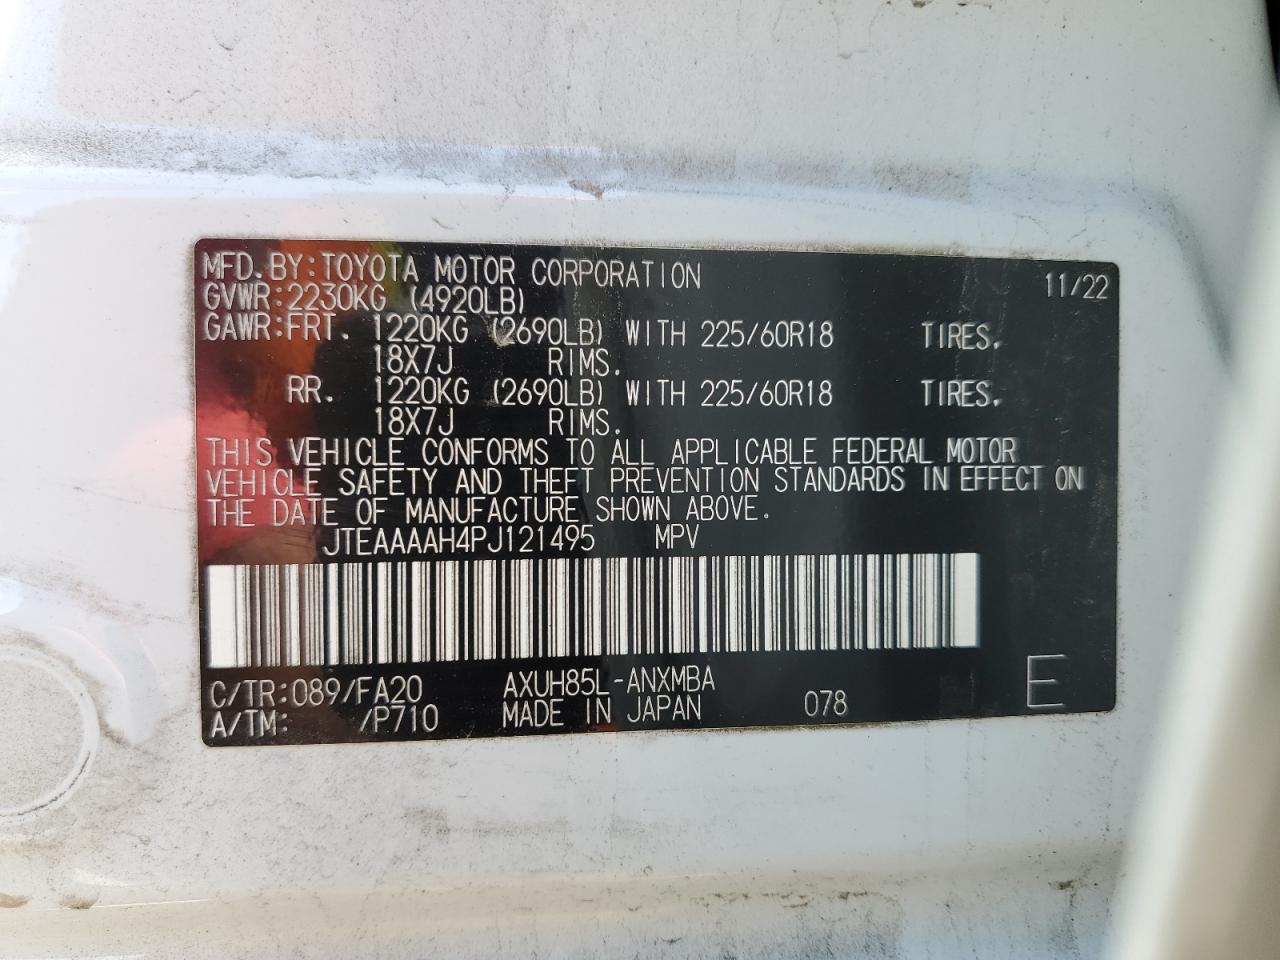 MFD.BY:TOYOTA MOTOR CORPORATION 11/22
GVWR:2230KG (4920LB)
GAWR:FRT. 1220KG (2690LB) WITH 225/60R18 TIRES.
18X7J RIMS.
RR. 1220KG (2690LB) WITH 225/60R18 TIRES.
18X7J RIMS.
THIS VEHICLE CONFORMS TO ALL APPLICABLE FEDERAL MOTOR
VEHICLE SAFETY AND THEFT PREVENTION STANDARDS IN EFFECT ON
THE DATE OF MANUFACTURE SHOWN ABOVE.
JTEAAAAH4PJ121495 MPV
C/TR:089/FA20 AXUH85L-ANXMBA
A/TM: /P710 MADE IN JAPAN 078 E